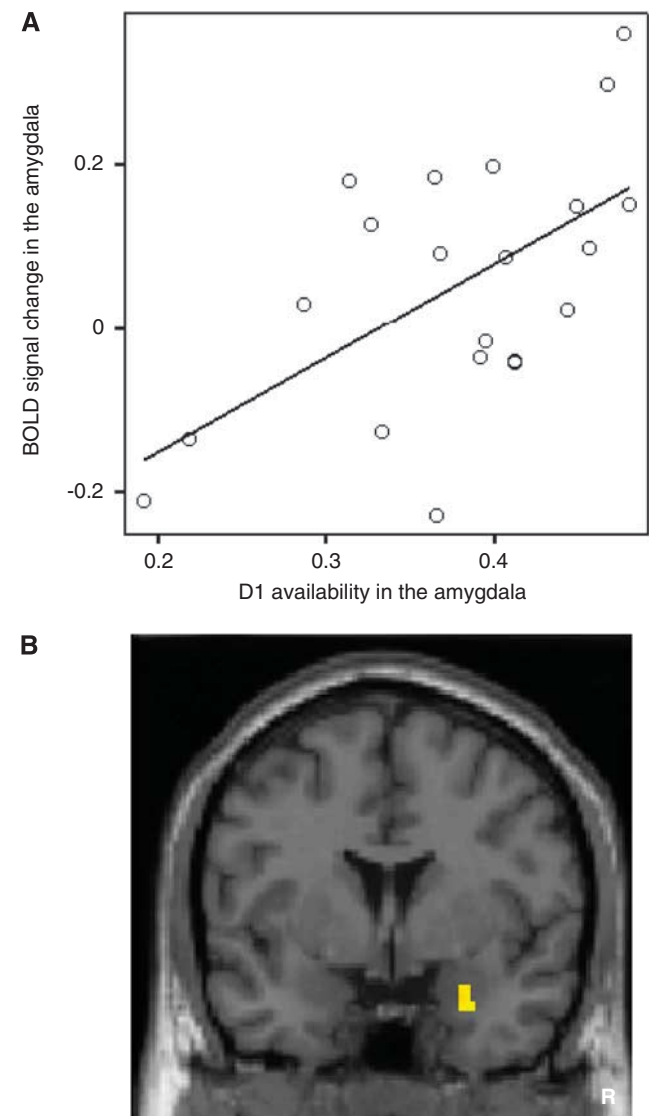 A
BOLD signal change in the amygdala
0.2
0
-0.2
0.2 0.3 0.4
D1 availability in the amygdala
B
R